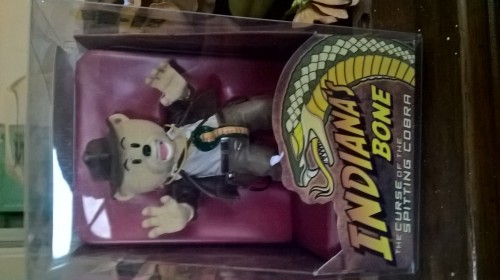 INDIANA'S
BONE
THE CURSE OF THE
SPITTING COBRA